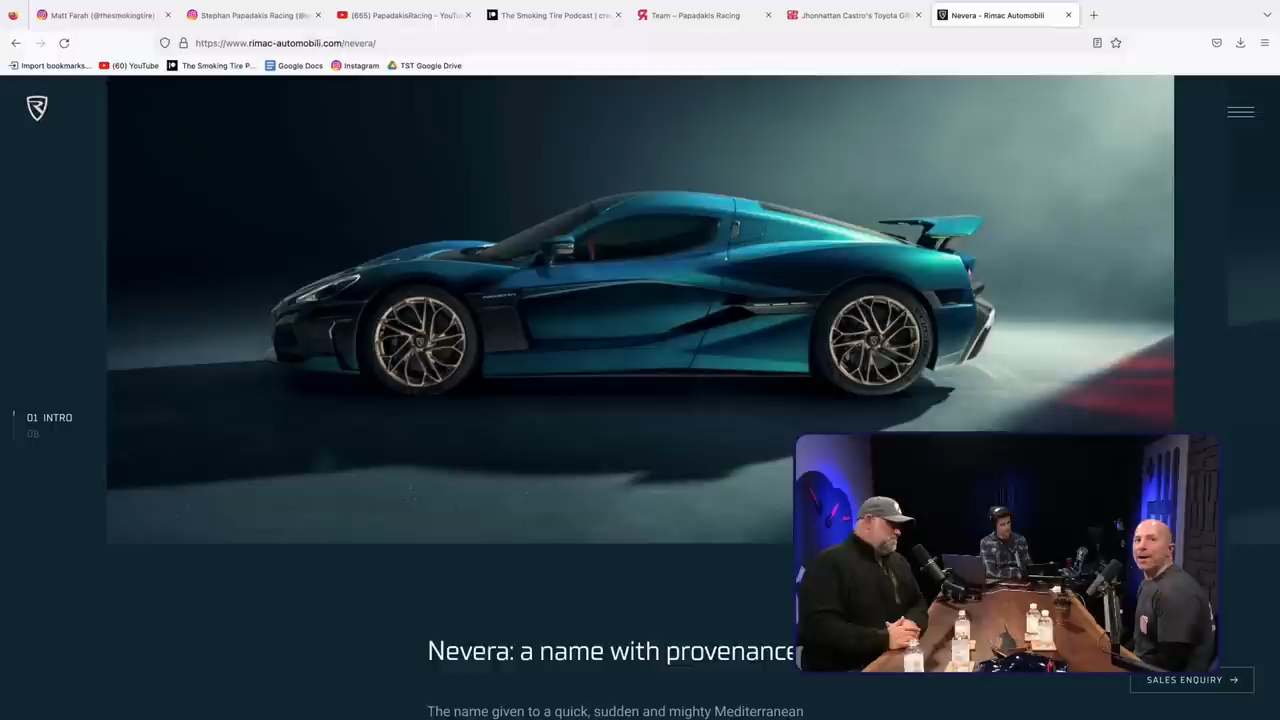 Matt Farah (@thesmokingtire)
Stephan Papadakis Racing (@
(655) PapadakisRacing – YouTu
The Smoking Tire Podcast | cre
Team – Papadakis Racing
Jhonnattan Castro's Toyota GR
Nevera - Rimac Automobili
https://www.rimac-automobili.com/nevera/
Import bookmarks...
(60) YouTube
The Smoking Tire P...
Google Docs
Instagram
TST Google Drive
01 INTRO
08
Nevera: a name with provenance
SALES ENQUIRY →
The name given to a quick, sudden and mighty Mediterranean